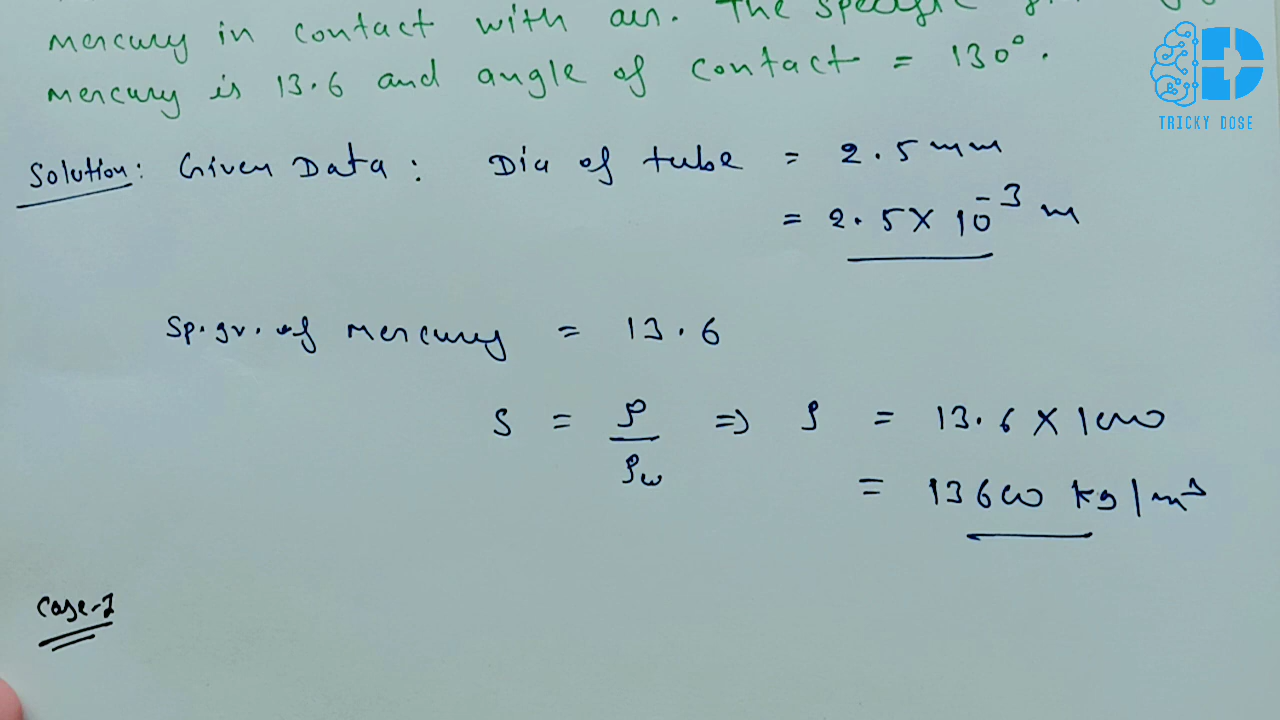 mercury in contact with air. The specific
mercury is 13.6 and angle of contact = 130°.
TRICKY DOSE
Solution: Given Data: Dia of tube = 2.5 mm
= 2.5 × 10⁻³ m
Sp. gr. of mercury = 13.6
S = ρ/ρw ⇒ ρ = 13.6 × 1000
= 13600 kg/m³
Case-1